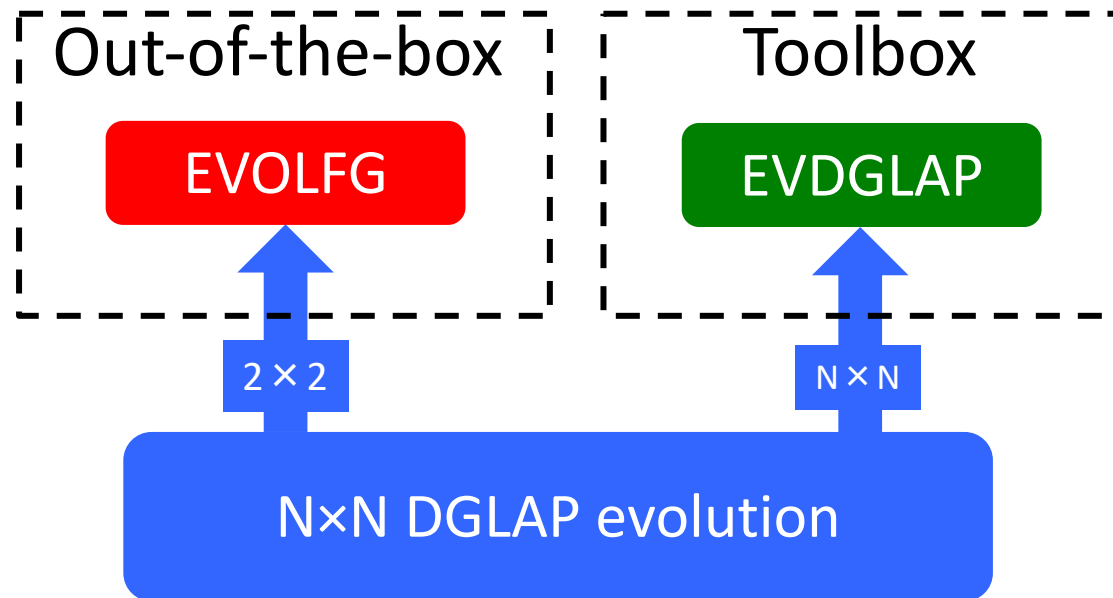 Out-of-the-box
Toolbox
EVOLFG
EVDGLAP
2 × 2
N × N
N×N DGLAP evolution